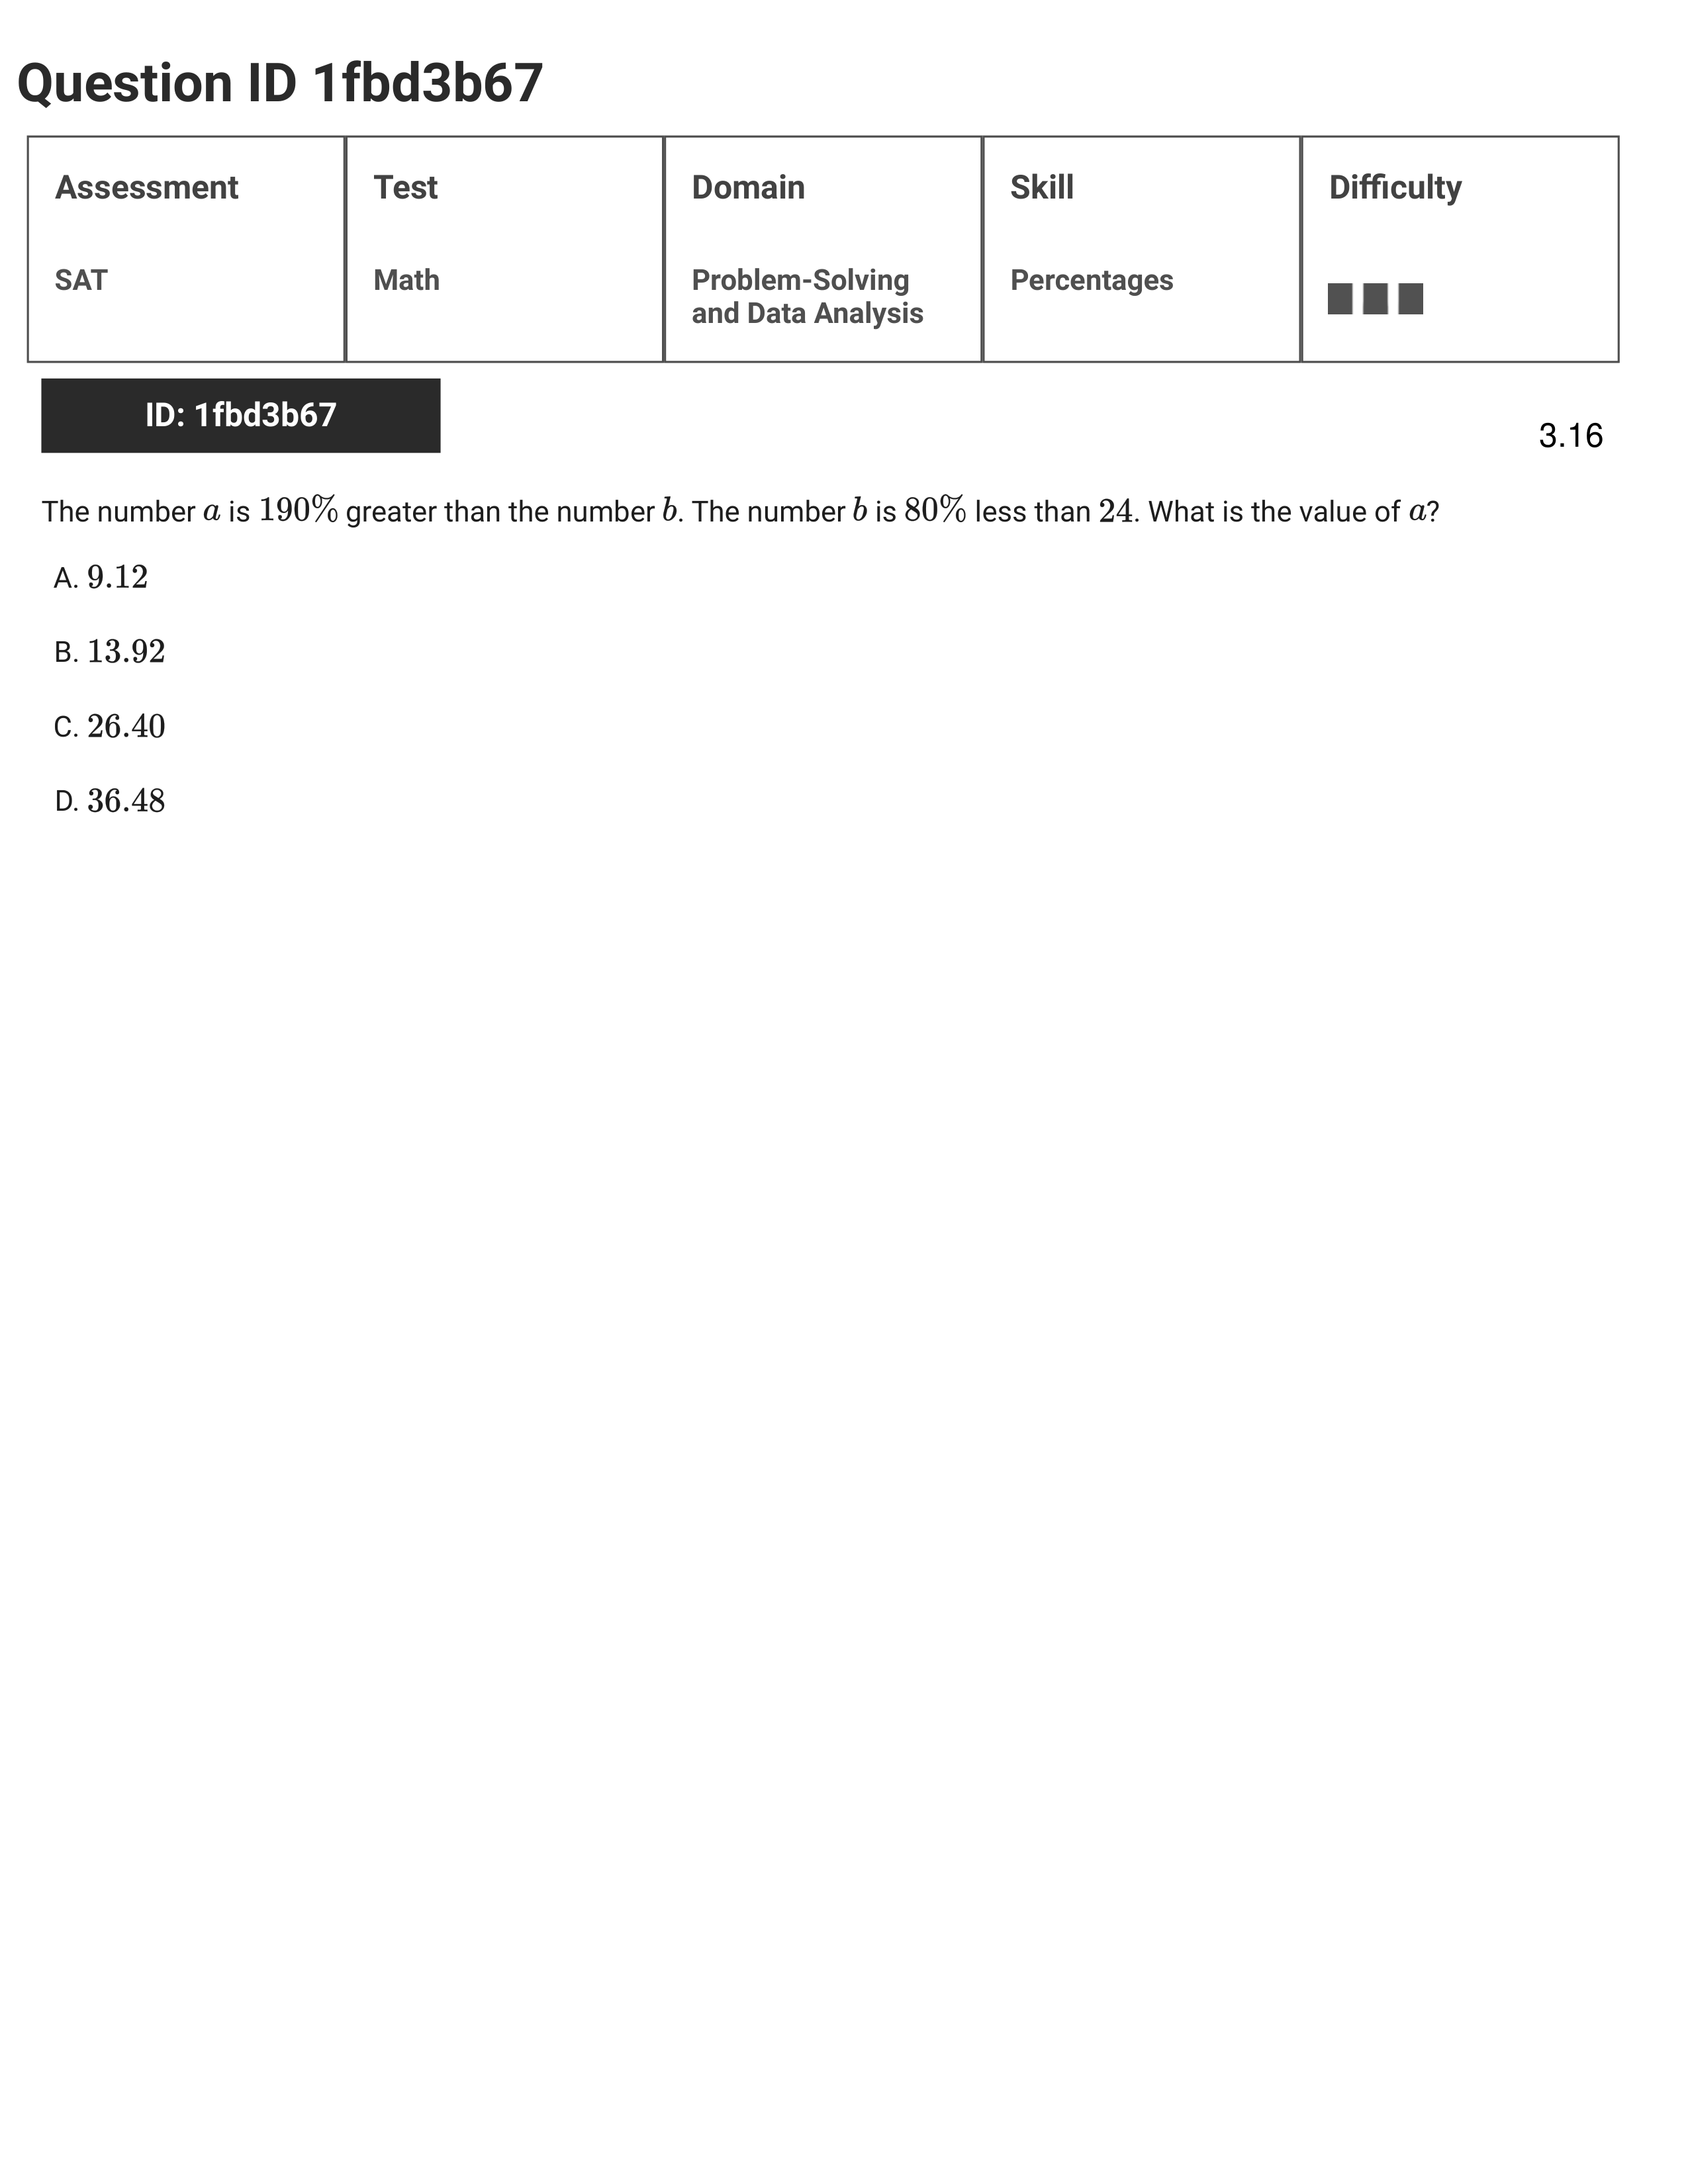 Question ID 1fbd3b67
Assessment
Test
Domain
Skill
Difficulty
SAT
Math
Problem-Solving
and Data Analysis
Percentages
ID: 1fbd3b67
3.16
The number a is 190% greater than the number b. The number b is 80% less than 24. What is the value of a?
A. 9.12
B. 13.92
C. 26.40
D. 36.48